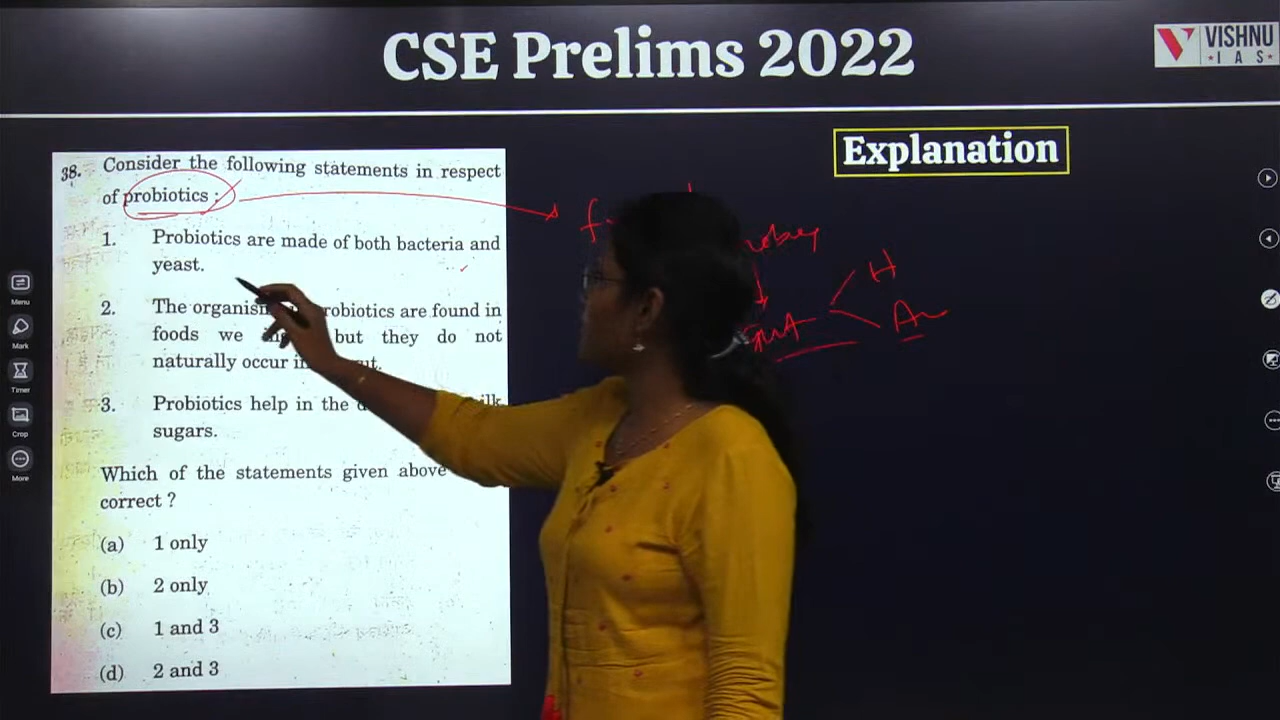 CSE Prelims 2022
VISHNU
IAS
Explanation
38. Consider the following statements in respect
of probiotics :
1. Probiotics are made of both bacteria and
yeast.
2. The probiotics are found in
foods we but they do not
naturally occur
3. Probiotics help in the
sugars.
Which of the statements given above
correct ?
(a) 1 only
(b) 2 only
(c) 1 and 3
(d) 2 and 3
H
Menu
Mark
Timer
Crop
More